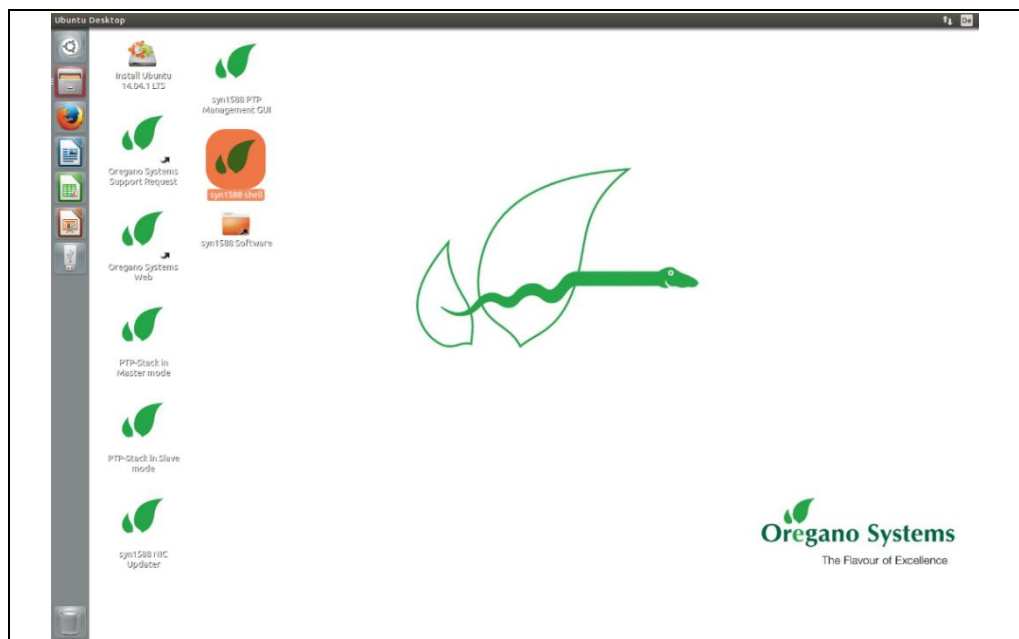 Ubuntu Desktop
De
Install Ubuntu
14.04.1 LTS
syn1588 PTP
Management GUI
Oregano Systems
Support Request
syn1588 shell
Oregano Systems
Web
syn1588 Software
PTP-Stack in
Master mode
PTP-Stack in Slave
mode
syn1588 NIC
Updater
Oregano Systems
The Flavour of Excellence